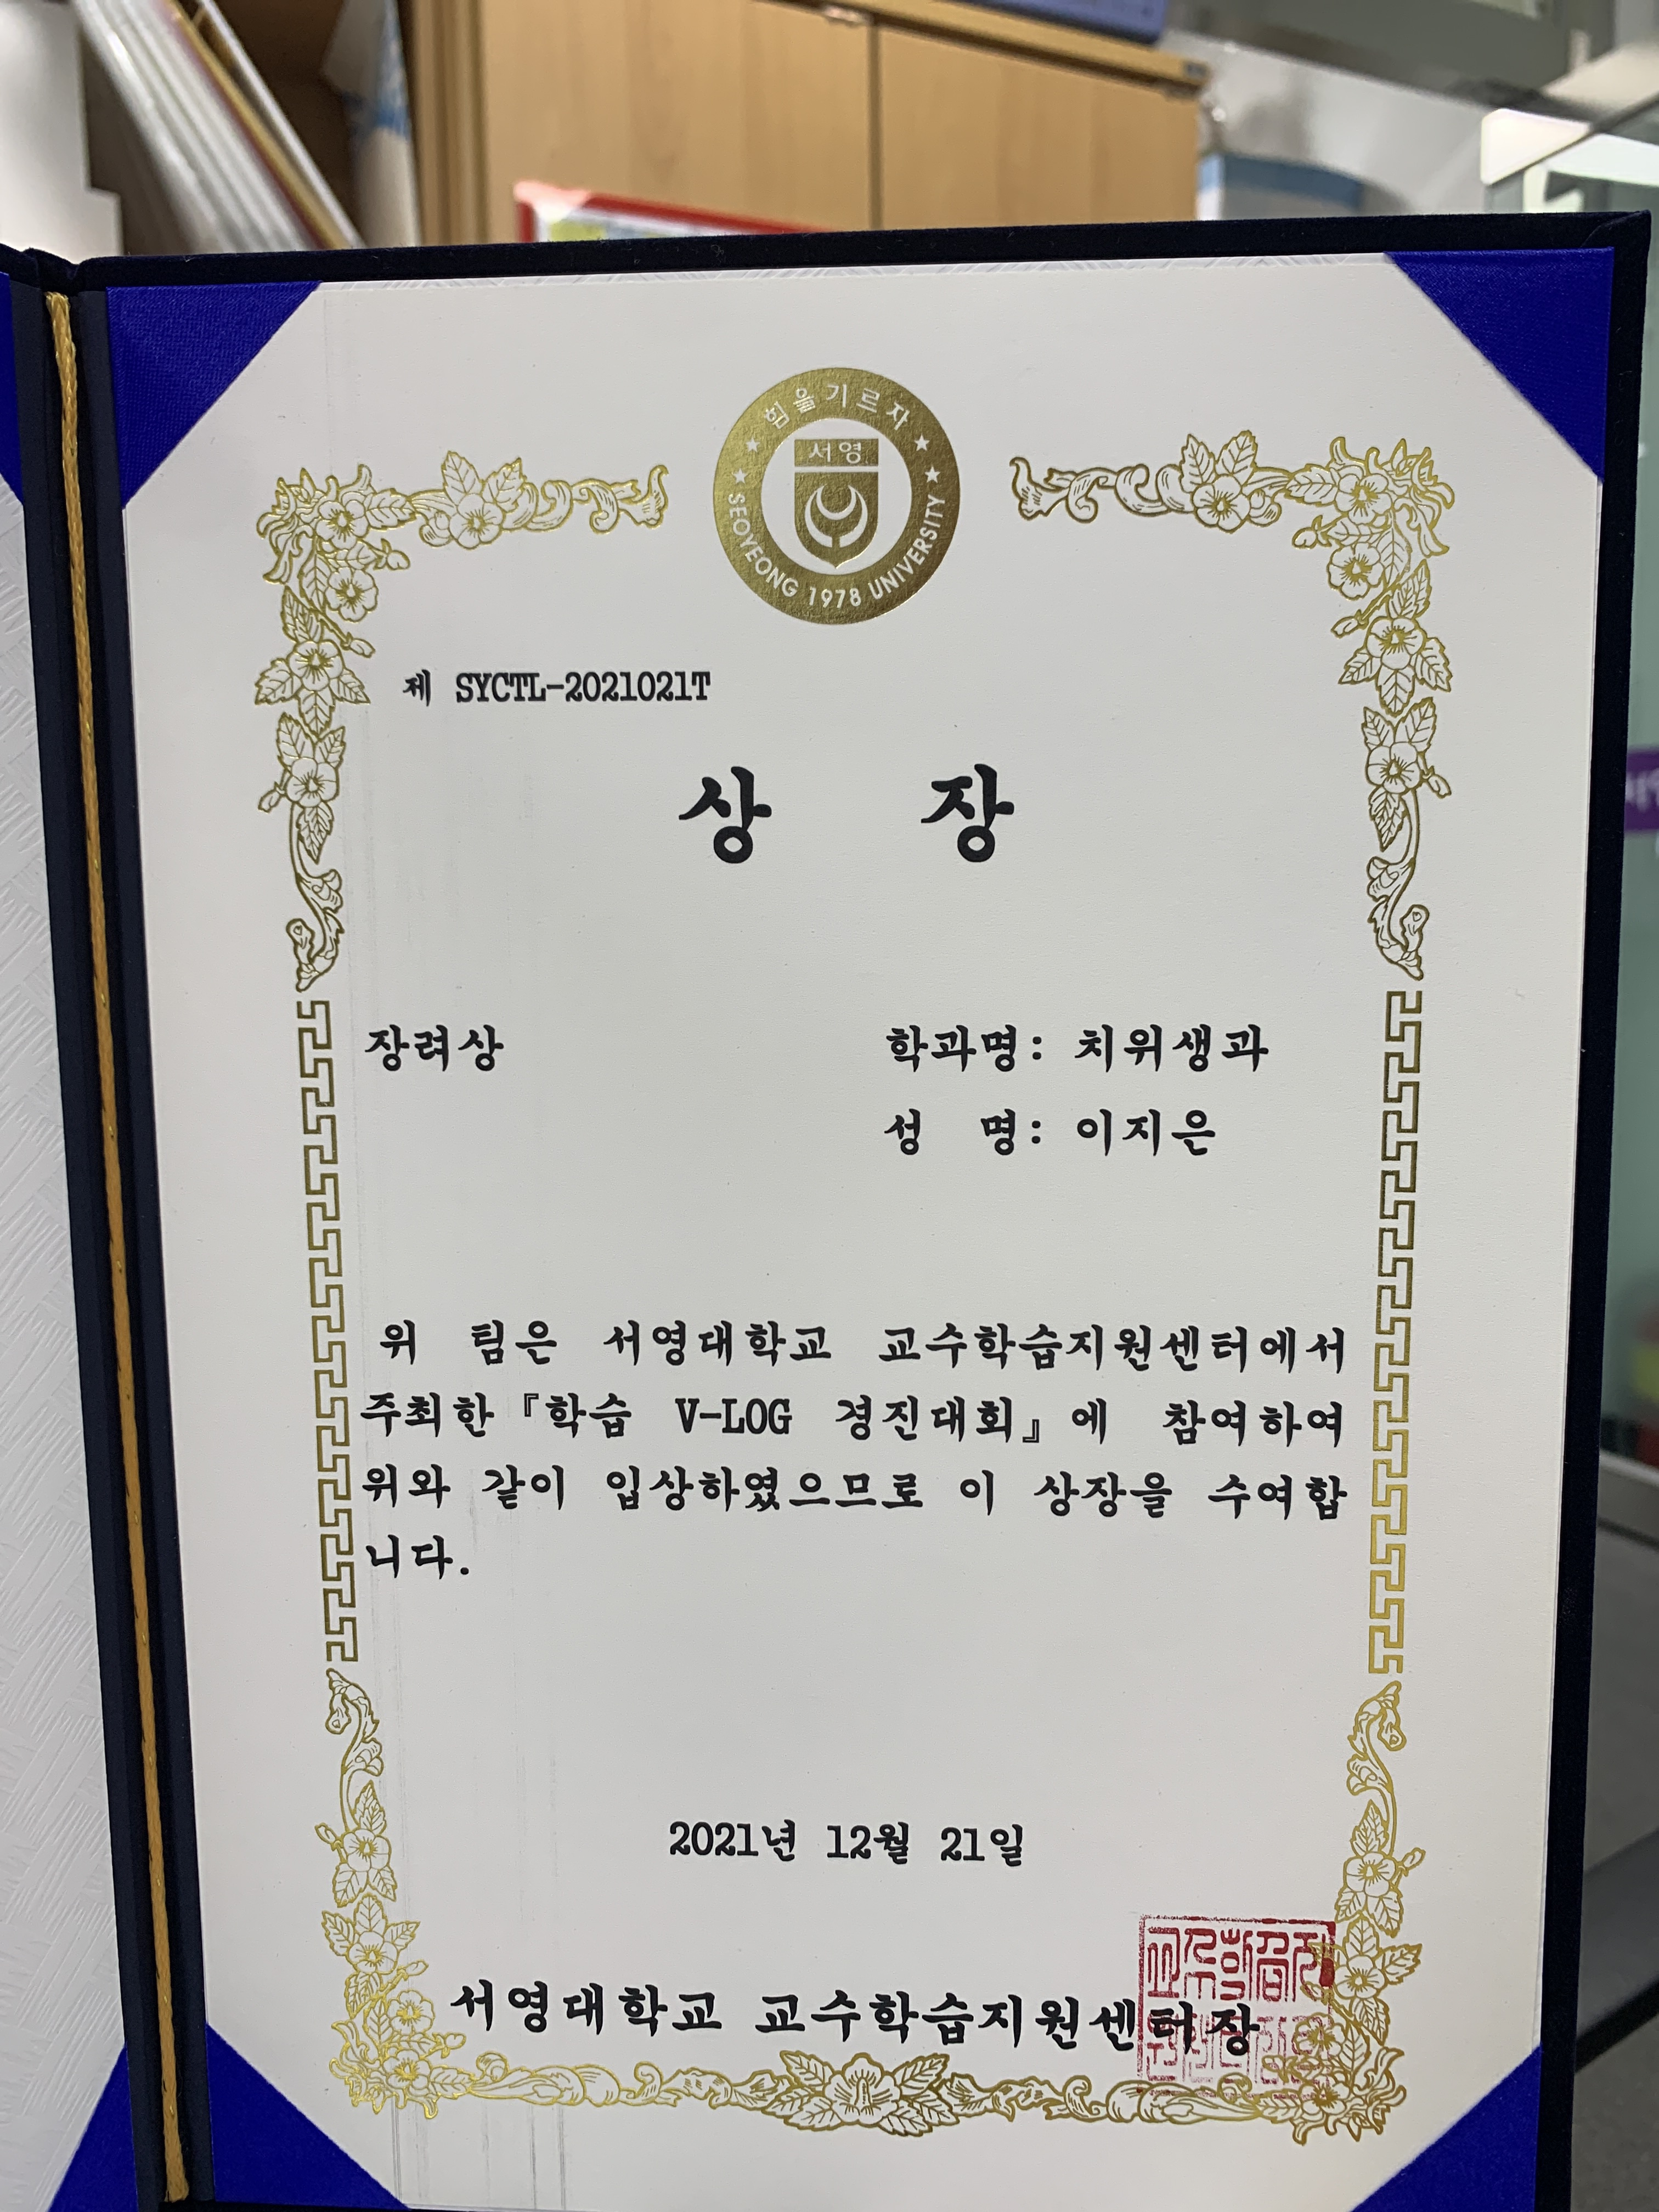 힘을기르자
서영
SEOYEONG 1978 UNIVERSITY
제 SYCTL-2021021T
상 장
장려상
학과명: 치위생과
성 명: 이지은
위 팀은 서영대학교 교수학습지원센터에서
주최한 『학습 V-LOG 경진대회』에 참여하여
위와 같이 입상하였으므로 이 상장을 수여합
니다.
2021년 12월 21일
서영대학교 교수학습지원센터장